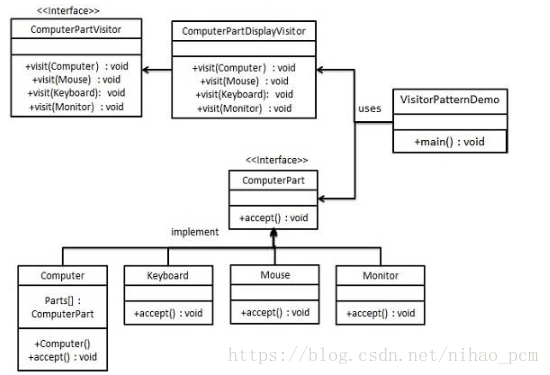 <<Interface>>
ComputerPartVisitor
+visit(Computer) : void
+visit(Mouse) : void
+visit(Keyboard): void
+visit(Monitor) : void
ComputerPartDisplayVisitor
+visit(Computer) : void
+visit(Mouse) : void
+visit(Keyboard): void
+visit(Monitor) : void
uses
VisitorPatternDemo
+main() : void
<<Interface>>
ComputerPart
+accept() : void
implement
Computer
Parts[] :
ComputerPart
+Computer()
+accept() : void
Keyboard
+accept() : void
Mouse
+accept() : void
Monitor
+accept() : void
https://blog.csdn.net/nihao_pcm